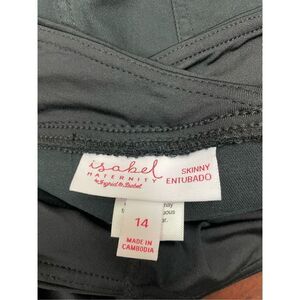 isabel
MATERNITY
by Ingrid & Isabel
SKINNY
ENTUBADO
14
MADE IN
CAMBODIA